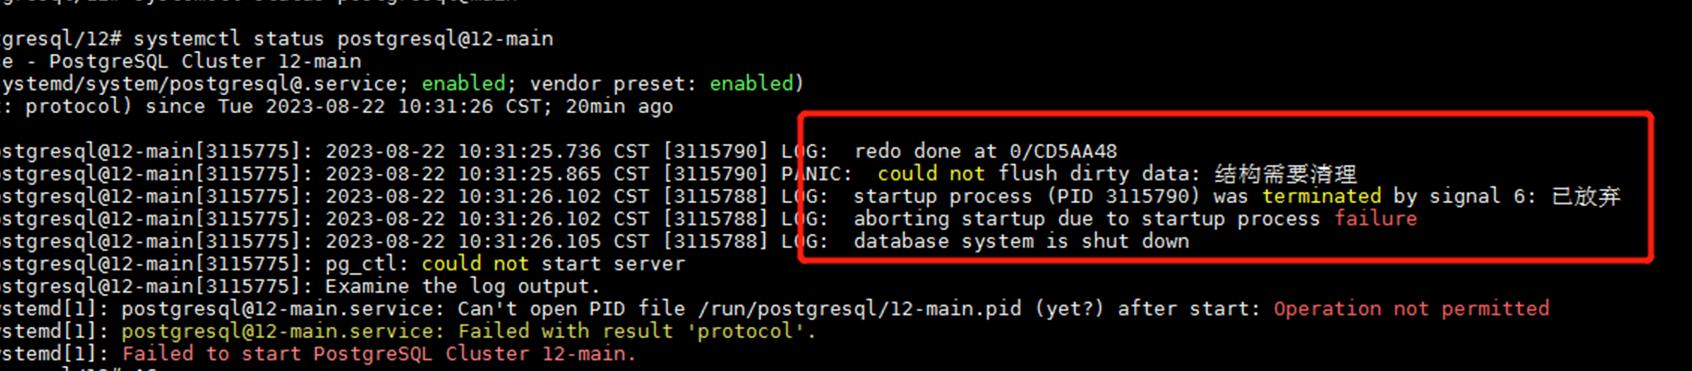 gresql/12# systemctl status postgresql@12-main
e - PostgreSQL Cluster 12-main
ystemd/system/postgresql@.service; enabled; vendor preset: enabled)
: protocol) since Tue 2023-08-22 10:31:26 CST; 20min ago
stgresql@12-main[3115775]: 2023-08-22 10:31:25.736 CST [3115790] LOG:  redo done at 0/CD5AA48
stgresql@12-main[3115775]: 2023-08-22 10:31:25.865 CST [3115790] PANIC:  could not flush dirty data: 结构需要清理
stgresql@12-main[3115775]: 2023-08-22 10:31:26.102 CST [3115788] LOG:  startup process (PID 3115790) was terminated by signal 6: 已放弃
stgresql@12-main[3115775]: 2023-08-22 10:31:26.102 CST [3115788] LOG:  aborting startup due to startup process failure
stgresql@12-main[3115775]: 2023-08-22 10:31:26.105 CST [3115788] LOG:  database system is shut down
stgresql@12-main[3115775]: pg_ctl: could not start server
stgresql@12-main[3115775]: Examine the log output.
stemd[1]: postgresql@12-main.service: Can't open PID file /run/postgresql/12-main.pid (yet?) after start: Operation not permitted
stemd[1]: postgresql@12-main.service: Failed with result 'protocol'.
stemd[1]: Failed to start PostgreSQL Cluster 12-main.